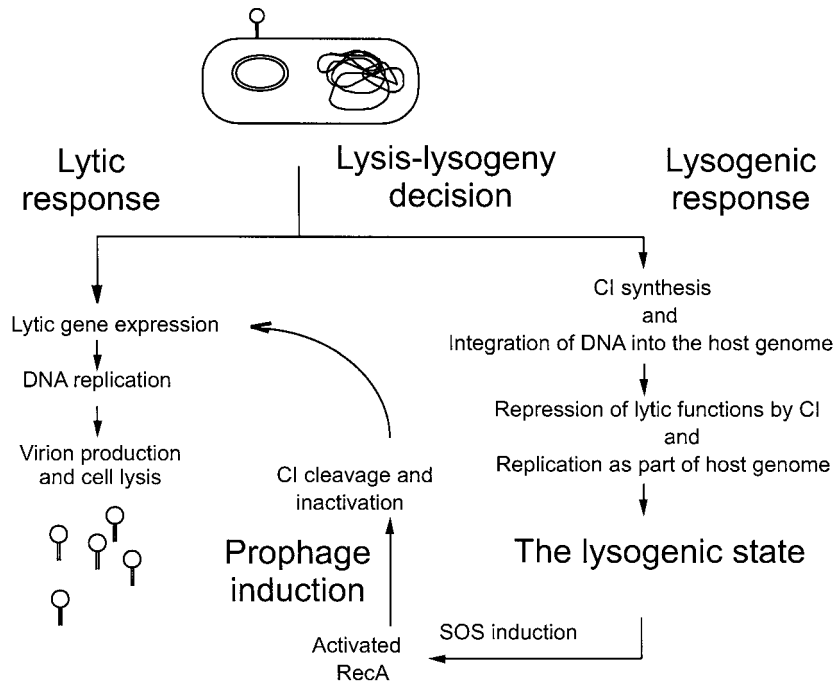 Lytic
response
Lysis-lysogeny
decision
Lysogenic
response
Lytic gene expression
DNA replication
Virion production
and cell lysis
CI synthesis
and
Integration of DNA into the host genome
Repression of lytic functions by CI
and
Replication as part of host genome
The lysogenic state
SOS induction
Activated
RecA
Prophage
induction
CI cleavage and
inactivation